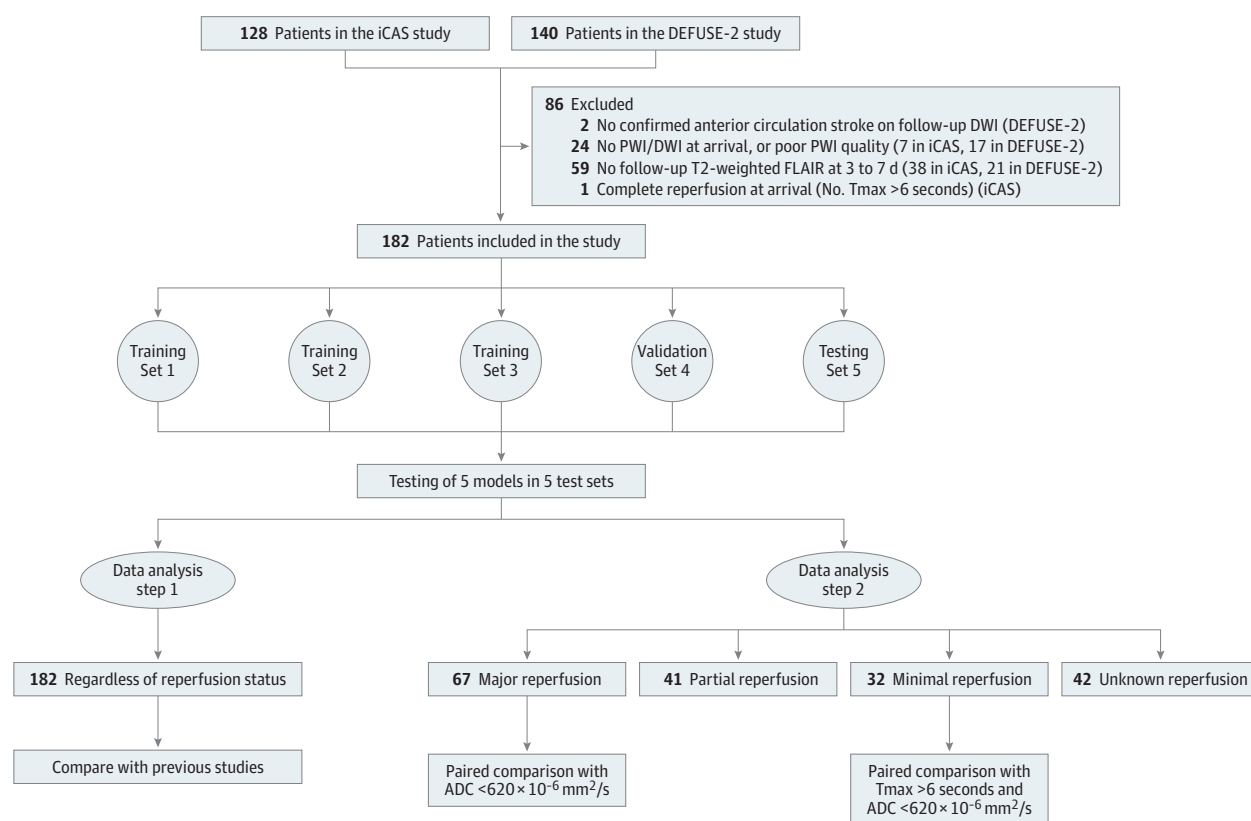 128 Patients in the iCAS study
140 Patients in the DEFUSE-2 study
86 Excluded
2 No confirmed anterior circulation stroke on follow-up DWI (DEFUSE-2)
24 No PWI/DWI at arrival, or poor PWI quality (7 in iCAS, 17 in DEFUSE-2)
59 No follow-up T2-weighted FLAIR at 3 to 7 d (38 in iCAS, 21 in DEFUSE-2)
1 Complete reperfusion at arrival (No. Tmax >6 seconds) (iCAS)
182 Patients included in the study
Training
Set 1
Training
Set 2
Training
Set 3
Validation
Set 4
Testing
Set 5
Testing of 5 models in 5 test sets
Data analysis
step 1
Data analysis
step 2
182 Regardless of reperfusion status
67 Major reperfusion
41 Partial reperfusion
32 Minimal reperfusion
42 Unknown reperfusion
Compare with previous studies
Paired comparison with
ADC <620 × 10⁻⁶ mm²/s
Paired comparison with
Tmax >6 seconds and
ADC <620 × 10⁻⁶ mm²/s